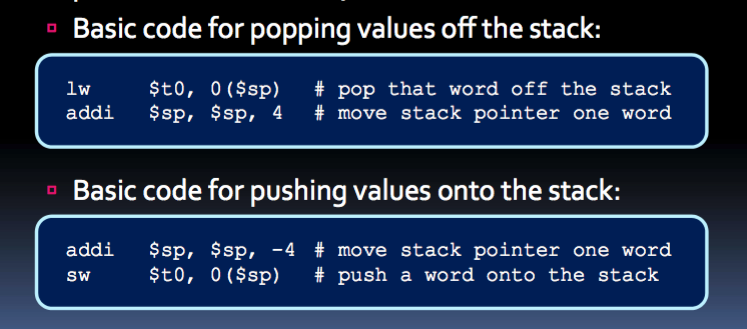 Basic code for popping values off the stack:
lw $t0, 0($sp) # pop that word off the stack
addi $sp, $sp, 4 # move stack pointer one word
Basic code for pushing values onto the stack:
addi $sp, $sp, -4 # move stack pointer one word
sw $t0, 0($sp) # push a word onto the stack